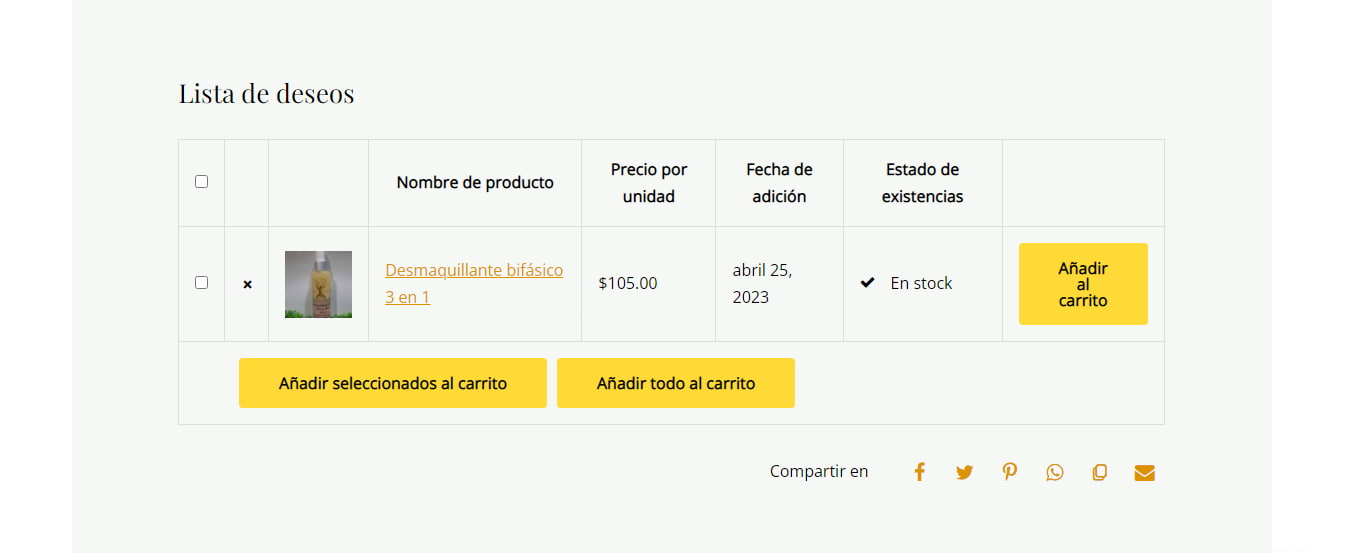 Lista de deseos
Nombre de producto
Precio por
unidad
Fecha de
adición
Estado de
existencias
×
Desmaquillante bifásico
3 en 1
$105.00
abril 25,
2023
En stock
Añadir
al
carrito
Añadir seleccionados al carrito
Añadir todo al carrito
Compartir en